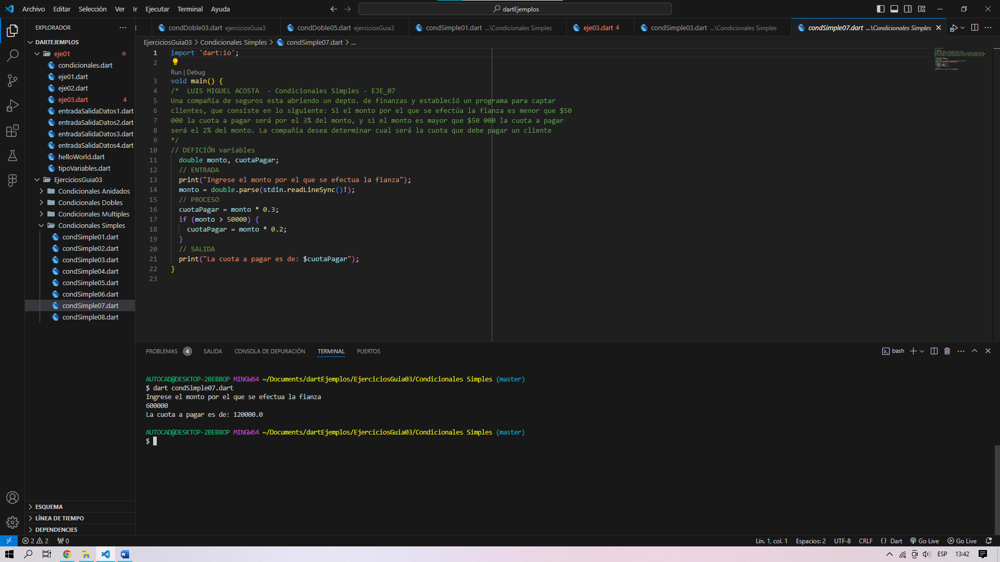 Archivo Editar Selección Ver Ir Ejecutar Terminal Ayuda
dartEjemplos
EXPLORADOR
condDoble03.dart ejerciciosGuia3
condDoble05.dart ejerciciosGuia3
condSimple01.dart ...\Condicionales Simples
eje03.dart 4
condSimple03.dart ...\Condicionales Simples
condSimple07.dart ...\Condicionales Simples
EjerciciosGuia03 > Condicionales Simples > condSimple07.dart > ...
DARTEJEMPLOS
eje01
condicionales.dart
eje01.dart
eje02.dart
eje03.dart 4
entradaSalidaDatos1.dart
entradaSalidaDatos2.dart
entradaSalidaDatos3.dart
entradaSalidaDatos4.dart
helloWorld.dart
tipoVariables.dart
EjerciciosGuia03
Condicionales Anidados
Condicionales Dobles
Condicionales Multiples
Condicionales Simples
condSimple01.dart
condSimple02.dart
condSimple03.dart
condSimple04.dart
condSimple05.dart
condSimple06.dart
condSimple07.dart
condSimple08.dart
ESQUEMA
LÍNEA DE TIEMPO
DEPENDENCIES
1 import 'dart:io';
2
Run | Debug
3 void main() {
4 /*  LUIS MIGUEL ACOSTA  - Condicionales Simples - EJE_07
5 Una compañía de seguros esta abriendo un depto. de finanzas y estableció un programa para captar
6 clientes, que consiste en lo siguiente: Si el monto por el que se efectúa la fianza es menor que $50
7 000 la cuota a pagar será por el 3% del monto, y si el monto es mayor que $50 000 la cuota a pagar
8 será el 2% del monto. La compañia desea determinar cual será la cuota que debe pagar un cliente
9 */
10 // DEFICIÓN variables
11 double monto, cuotaPagar;
12 // ENTRADA
13 print("Ingrese el monto por el que se efectua la fianza");
14 monto = double.parse(stdin.readLineSync()!);
15 // PROCESO
16 cuotaPagar = monto * 0.3;
17 if (monto > 50000) {
18 cuotaPagar = monto * 0.2;
19 }
20 // SALIDA
21 print("La cuota a pagar es de: $cuotaPagar");
22 }
23
PROBLEMAS 4 SALIDA CONSOLA DE DEPURACIÓN TERMINAL PUERTOS
bash
AUTOCAD@DESKTOP-2BEBBOP MINGW64 ~/Documents/dartEjemplos/EjerciciosGuia03/Condicionales Simples (master)
$ dart condSimple07.dart
Ingrese el monto por el que se efectua la fianza
600000
La cuota a pagar es de: 120000.0
AUTOCAD@DESKTOP-2BEBBOP MINGW64 ~/Documents/dartEjemplos/EjerciciosGuia03/Condicionales Simples (master)
$
2 2 0
Lín. 1, col. 1 Espacios: 2 UTF-8 CRLF {} Dart Go Live Go Live
ESP 13:42